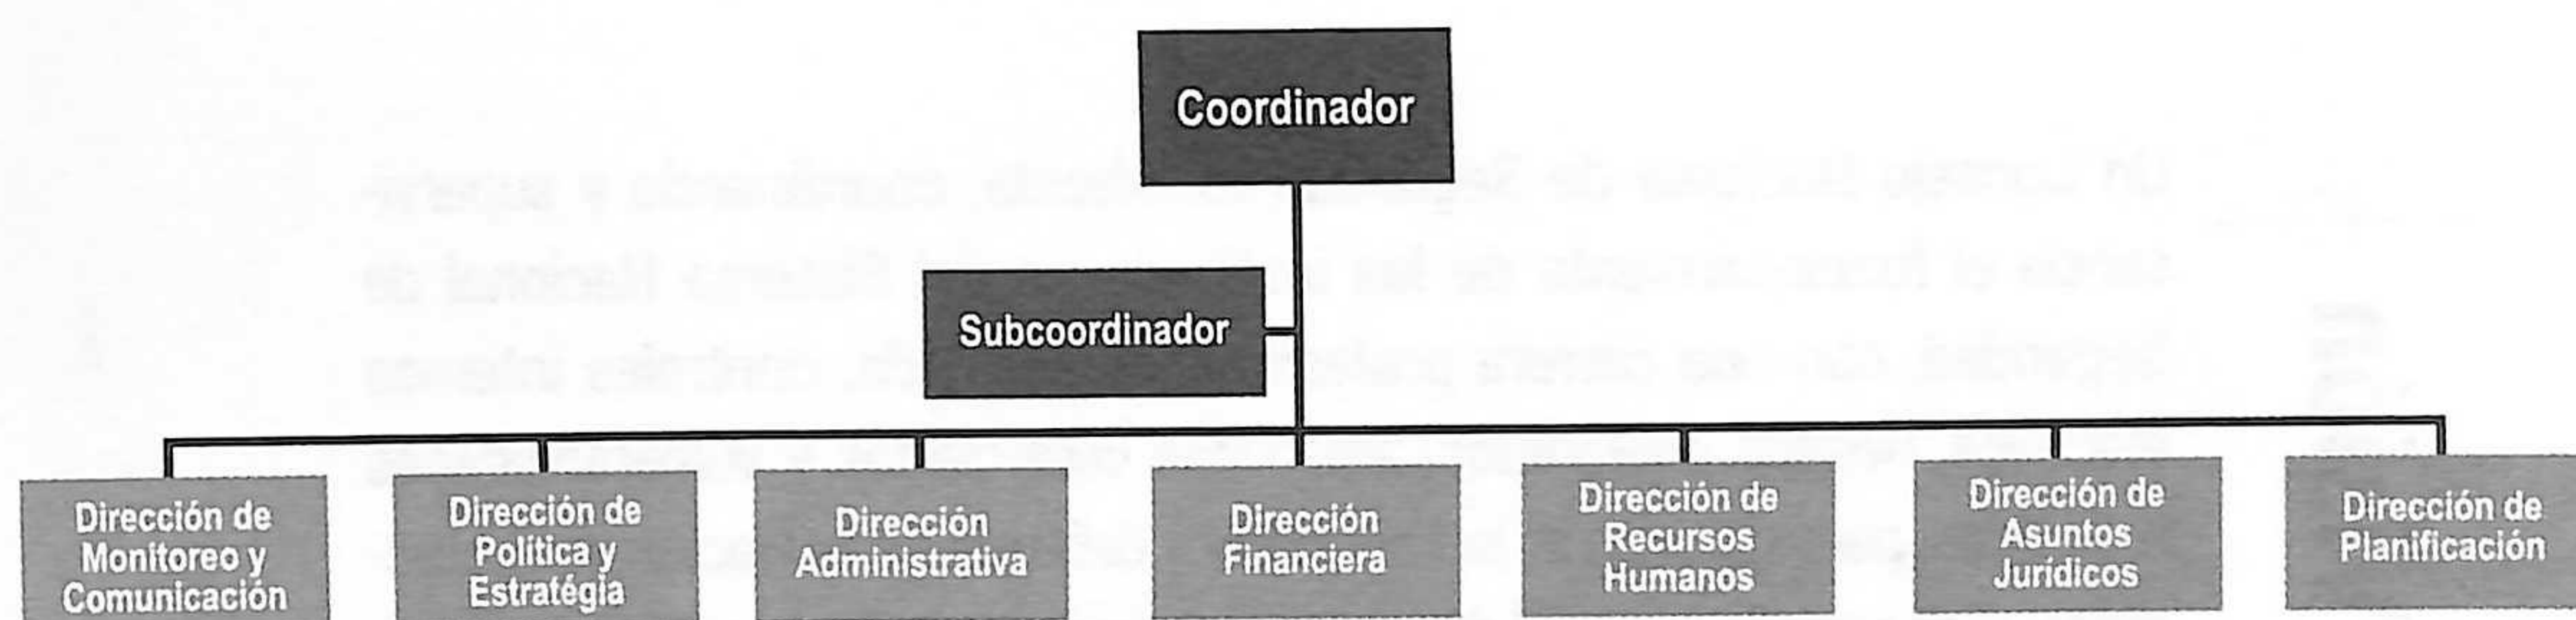 Coordinador
Subcoordinador
Dirección de
Monitoreo y
Comunicación
Dirección de
Política y
Estratégia
Dirección
Administrativa
Dirección
Financiera
Dirección de
Recursos
Humanos
Dirección de
Asuntos
Jurídicos
Dirección de
Planificación